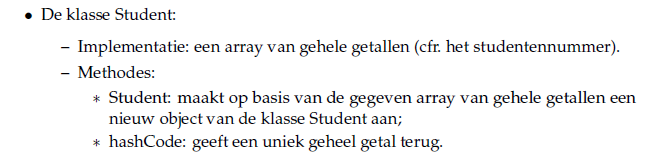 • De klasse Student:
– Implementatie: een array van gehele getallen (cfr. het studentennummer).
– Methodes:
* Student: maakt op basis van de gegeven array van gehele getallen een
nieuw object van de klasse Student aan;
* hashCode: geeft een uniek geheel getal terug.